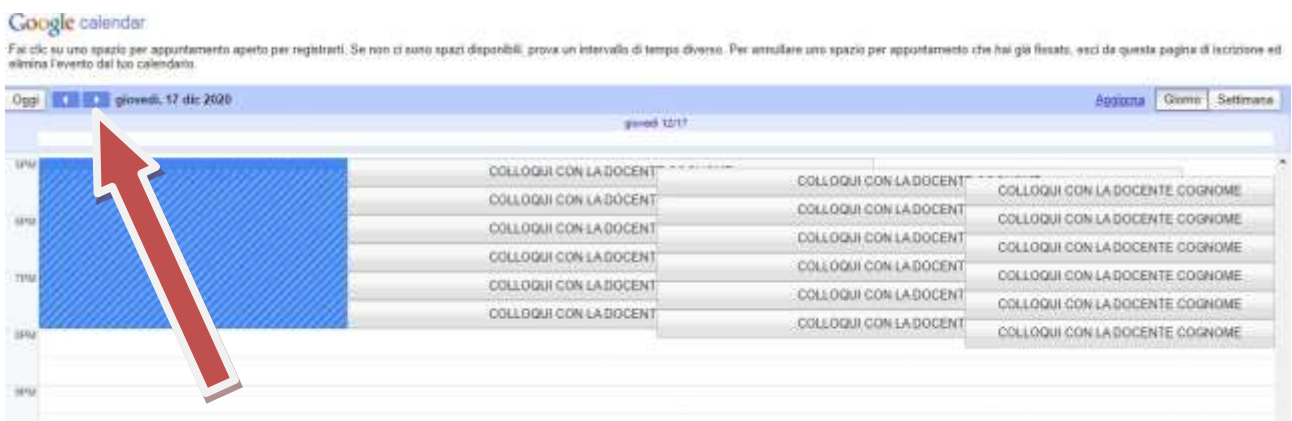 Google calendar
Fai clic su uno spazio per appuntamento aperto per registrarti. Se non ci sono spazi disponibili, prova un intervallo di tempo diverso. Per annullare uno spazio per appuntamento che hai già fissato, esci da questa pagina di iscrizione ed
elimina l'evento dal tuo calendario.
Oggi giovedì, 17 dic 2020 Aggiorna Giorno Settimana
giovedì 12/17
5PM
COLLOQUI CON LA DOCENT
COLLOQUI CON LA DOCENT
COLLOQUI CON LA DOCENTE COGNOME
COLLOQUI CON LA DOCENT
COLLOQUI CON LA DOCENT
COLLOQUI CON LA DOCENTE COGNOME
6PM
COLLOQUI CON LA DOCENT
COLLOQUI CON LA DOCENT
COLLOQUI CON LA DOCENTE COGNOME
COLLOQUI CON LA DOCENT
COLLOQUI CON LA DOCENT
COLLOQUI CON LA DOCENTE COGNOME
7PM
COLLOQUI CON LA DOCENT
COLLOQUI CON LA DOCENT
COLLOQUI CON LA DOCENTE COGNOME
COLLOQUI CON LA DOCENT
COLLOQUI CON LA DOCENT
COLLOQUI CON LA DOCENTE COGNOME
8PM
9PM